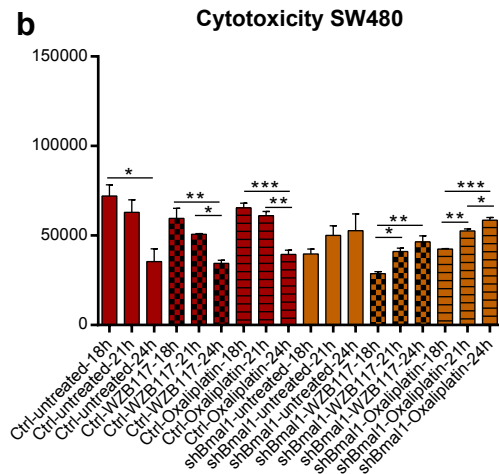 b
Cytotoxicity SW480
150000
100000
50000
0
*
**
*
***
**
*
**
**
***
*
Ctrl-untreated-18h
Ctrl-untreated-21h
Ctrl-untreated-24h
Ctrl-WZB117-18h
Ctrl-WZB117-21h
Ctrl-WZB117-24h
Ctrl-Oxaliplatin-18h
Ctrl-Oxaliplatin-21h
Ctrl-Oxaliplatin-24h
shBmal1-untreated-18h
shBmal1-untreated-21h
shBmal1-untreated-24h
shBmal1-WZB117-18h
shBmal1-WZB117-21h
shBmal1-WZB117-24h
shBmal1-Oxaliplatin-18h
shBmal1-Oxaliplatin-21h
shBmal1-Oxaliplatin-24h